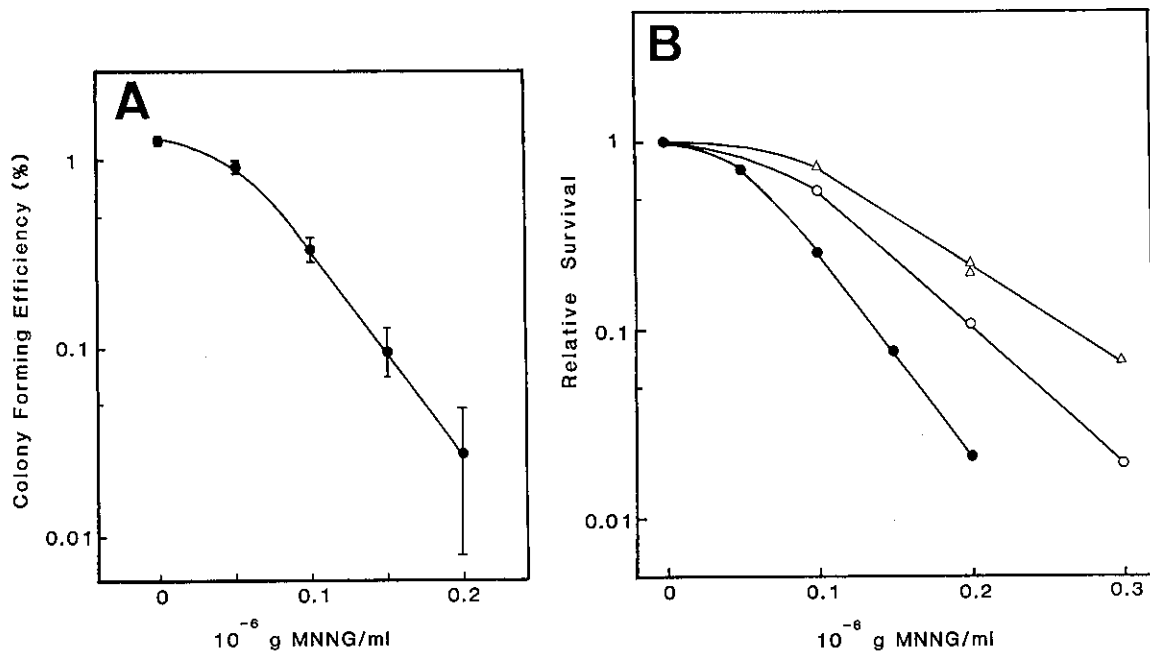 A
Colony Forming Efficiency (%)
1
0.1
0.01
0
0.1
0.2
10⁻⁶ g MNNG/ml
B
Relative Survival
1
0.1
0.01
0
0.1
0.2
0.3
10⁻⁶ g MNNG/ml